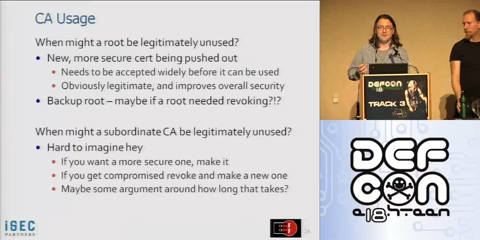 CA Usage
When might a root be legitimately unused?
New, more secure cert being pushed out
Needs to be accepted widely before it can be used
Obviously legitimate, and improves overall security
Backup root – maybe if a root needed revoking?!?
When might a subordinate CA be legitimately unused?
Hard to imagine hey
If you want a more secure one, make it
If you get compromised revoke and make a new one
Maybe some argument around how long that takes?
iSEC
PARTNERS
DEFCON
TRACK 3
DEF
CON
18